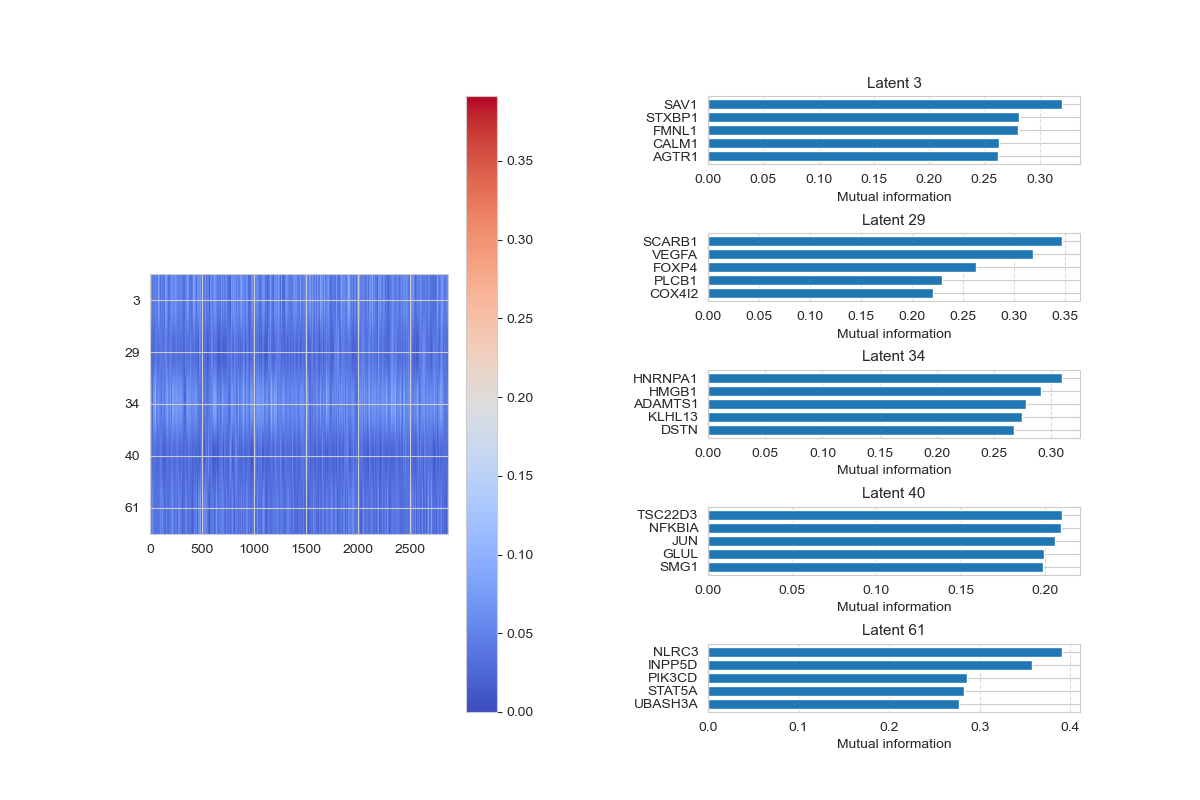 3
29
34
40
61
0 500 1000 1500 2000 2500
0.35
0.30
0.25
0.20
0.15
0.10
0.05
0.00
Latent 3
SAV1
STXBP1
FMNL1
CALM1
AGTR1
0.00 0.05 0.10 0.15 0.20 0.25 0.30
Mutual information
Latent 29
SCARB1
VEGFA
FOXP4
PLCB1
COX4I2
0.00 0.05 0.10 0.15 0.20 0.25 0.30 0.35
Mutual information
Latent 34
HNRNPA1
HMGB1
ADAMTS1
KLHL13
DSTN
0.00 0.05 0.10 0.15 0.20 0.25 0.30
Mutual information
Latent 40
TSC22D3
NFKBIA
JUN
GLUL
SMG1
0.00 0.05 0.10 0.15 0.20
Mutual information
Latent 61
NLRC3
INPP5D
PIK3CD
STAT5A
UBASH3A
0.0 0.1 0.2 0.3 0.4
Mutual information